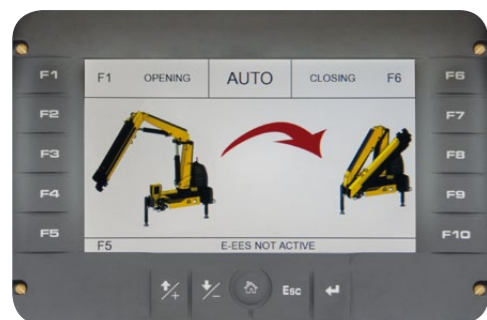 F1 F1 OPENING AUTO CLOSING F6 F6
F2 F7
F3 F8
F4 F9
F5 F10
F5 E-EES NOT ACTIVE
+ - Esc